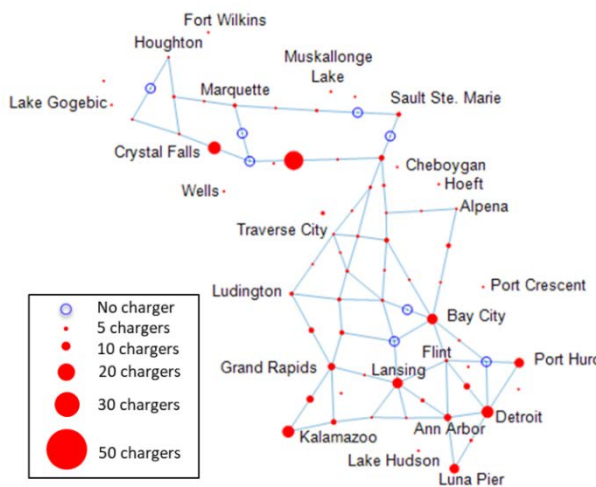 Fort Wilkins
Houghton
Muskallonge
Lake
Marquette
Lake Gogebic
Sault Ste. Marie
Crystal Falls
Cheboygan
Hoeft
Wells
Alpena
Traverse City
Port Crescent
Ludington
Bay City
No charger
5 chargers
10 chargers
20 chargers
30 chargers
50 chargers
Flint
Port Huro
Grand Rapids
Lansing
Detroit
Ann Arbor
Kalamazoo
Lake Hudson
Luna Pier